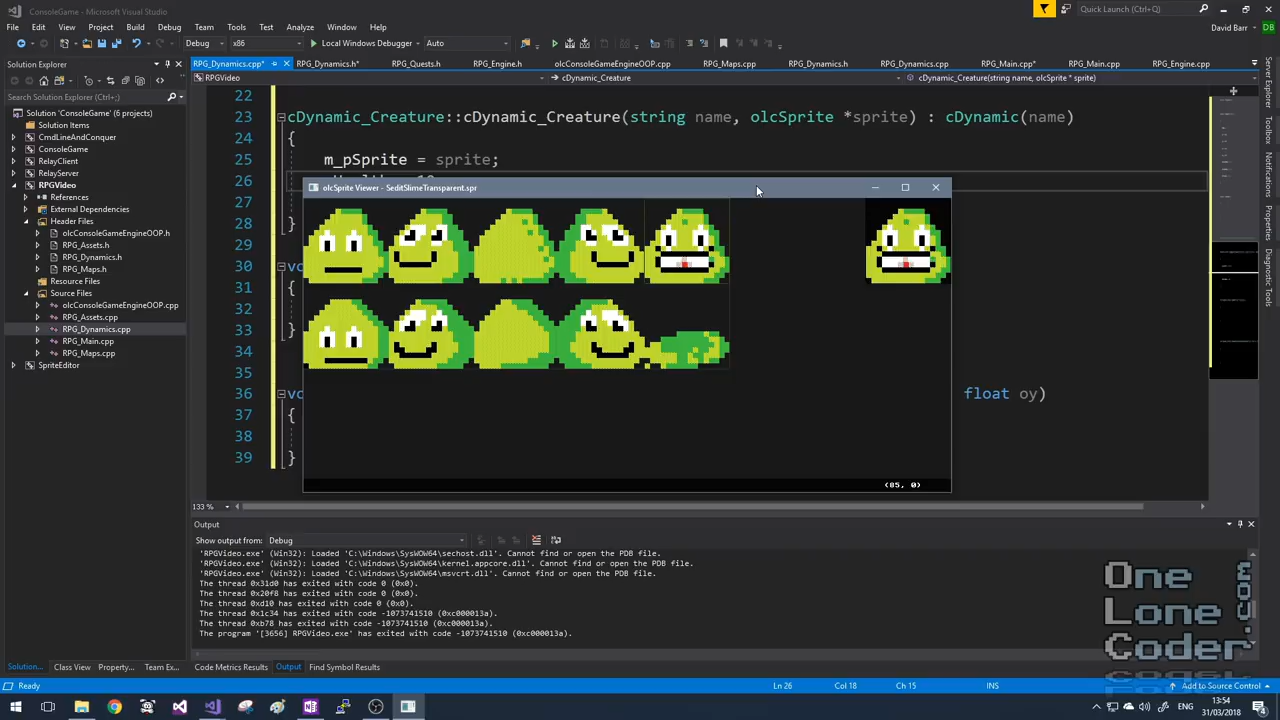 ConsoleGame - Microsoft Visual Studio
Quick Launch (Ctrl+Q)
File Edit View Project Build Debug Team Tools Test Analyze Window Help
David Barr DB
Debug x86 Local Windows Debugger Auto
Solution Explorer
RPG_Dynamics.cpp* RPG_Dynamics.h* RPG_Quests.h RPG_Engine.h olcConsoleGameEngineOOP.cpp RPG_Maps.cpp RPG_Dynamics.h RPG_Dynamics.cpp RPG_Main.cpp* RPG_Main.cpp RPG_Engine.cpp
RPGVideo cDynamic_Creature cDynamic_Creature(string name, olcSprite * sprite)
Search Solution Explorer (Ctrl+;)
Solution 'ConsoleGame' (6 projects)
Solution Items
CmdLineAndConquer
ConsoleGame
RelayClient
RelayServer
RPGVideo
References
External Dependencies
Header Files
olcConsoleGameEngineOOP.h
RPG_Assets.h
RPG_Dynamics.h
RPG_Maps.h
Resource Files
Source Files
olcConsoleGameEngineOOP.cpp
RPG_Assets.cpp
RPG_Dynamics.cpp
RPG_Main.cpp
RPG_Maps.cpp
SpriteEditor
22
23 cDynamic_Creature::cDynamic_Creature(string name, olcSprite *sprite) : cDynamic(name)
24 {
25 m_pSprite = sprite;
26
27
28 }
29
30
31 {
32
33 }
34
35
36 float oy)
37 {
38
39 }
olcSprite Viewer - SeditSlimeTransparent.spr
(85, 0)
133 %
Output
Show output from: Debug
'RPGVideo.exe' (Win32): Loaded 'C:\Windows\SysWOW64\sechost.dll'. Cannot find or open the PDB file.
'RPGVideo.exe' (Win32): Loaded 'C:\Windows\SysWOW64\kernel.appcore.dll'. Cannot find or open the PDB file.
'RPGVideo.exe' (Win32): Loaded 'C:\Windows\SysWOW64\msvcrt.dll'. Cannot find or open the PDB file.
The thread 0x31d0 has exited with code 0 (0x0).
The thread 0x20f8 has exited with code 0 (0x0).
The thread 0xd10 has exited with code 0 (0x0).
The thread 0x1c34 has exited with code -1073741510 (0xc000013a).
The thread 0xb78 has exited with code -1073741510 (0xc000013a).
The program '[3656] RPGVideo.exe' has exited with code -1073741510 (0xc000013a).
Solution... Class View Property... Team Ex... Code Metrics Results Output Find Symbol Results
Ready Ln 26 Col 18 Ch 15 INS Add to Source Control
Server Explorer
Toolbox
Notifications
Diagnostic Tools
One
Lone
Coder
.com
ENG 13:54
31/03/2018